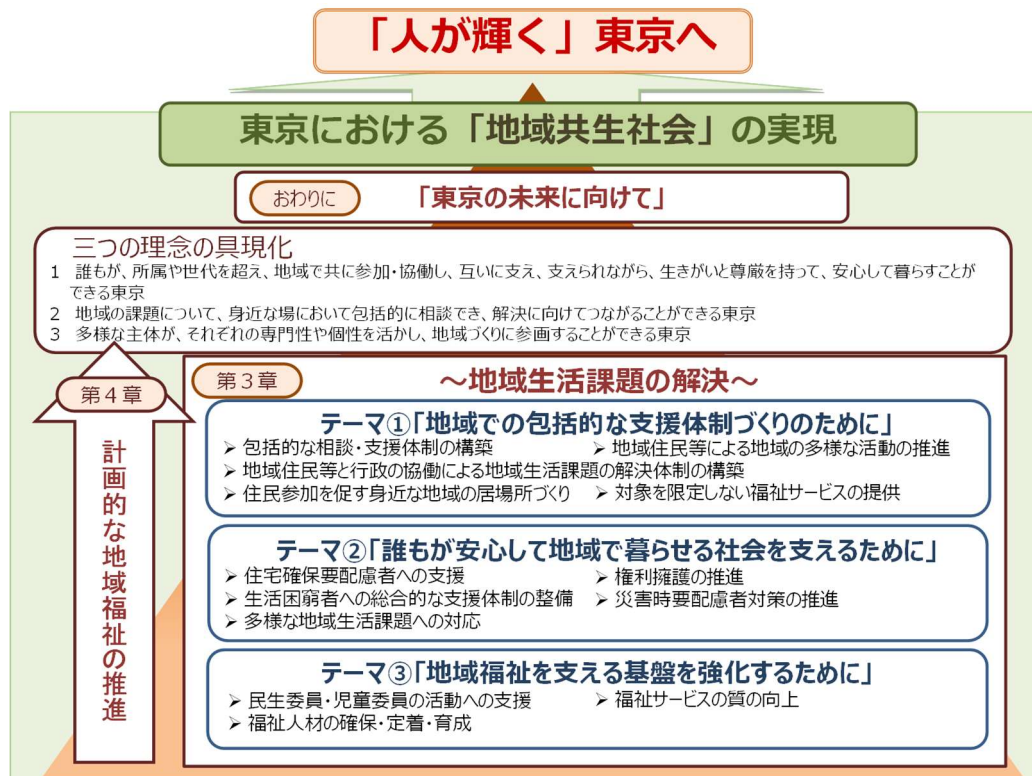 「人が輝く」東京へ
東京における「地域共生社会」の実現
おわりに 「東京の未来に向けて」
三つの理念の具現化
1 誰もが、所属や世代を超え、地域で共に参加・協働し、互いに支え、支えられながら、生きがいと尊厳を持って、安心して暮らすことが
できる東京
2 地域の課題について、身近な場において包括的に相談でき、解決に向けてつながることができる東京
3 多様な主体が、それぞれの専門性や個性を活かし、地域づくりに参画することができる東京
第4章
計画的な地域福祉の推進
第3章 ～地域生活課題の解決～
テーマ①「地域での包括的な支援体制づくりのために」
➢ 包括的な相談・支援体制の構築 ➢ 地域住民等による地域の多様な活動の推進
➢ 地域住民等と行政の協働による地域生活課題の解決体制の構築
➢ 住民参加を促す身近な地域の居場所づくり ➢ 対象を限定しない福祉サービスの提供
テーマ②「誰もが安心して地域で暮らせる社会を支えるために」
➢ 住宅確保要配慮者への支援 ➢ 権利擁護の推進
➢ 生活困窮者への総合的な支援体制の整備 ➢ 災害時要配慮者対策の推進
➢ 多様な地域生活課題への対応
テーマ③「地域福祉を支える基盤を強化するために」
➢ 民生委員・児童委員の活動への支援 ➢ 福祉サービスの質の向上
➢ 福祉人材の確保・定着・育成